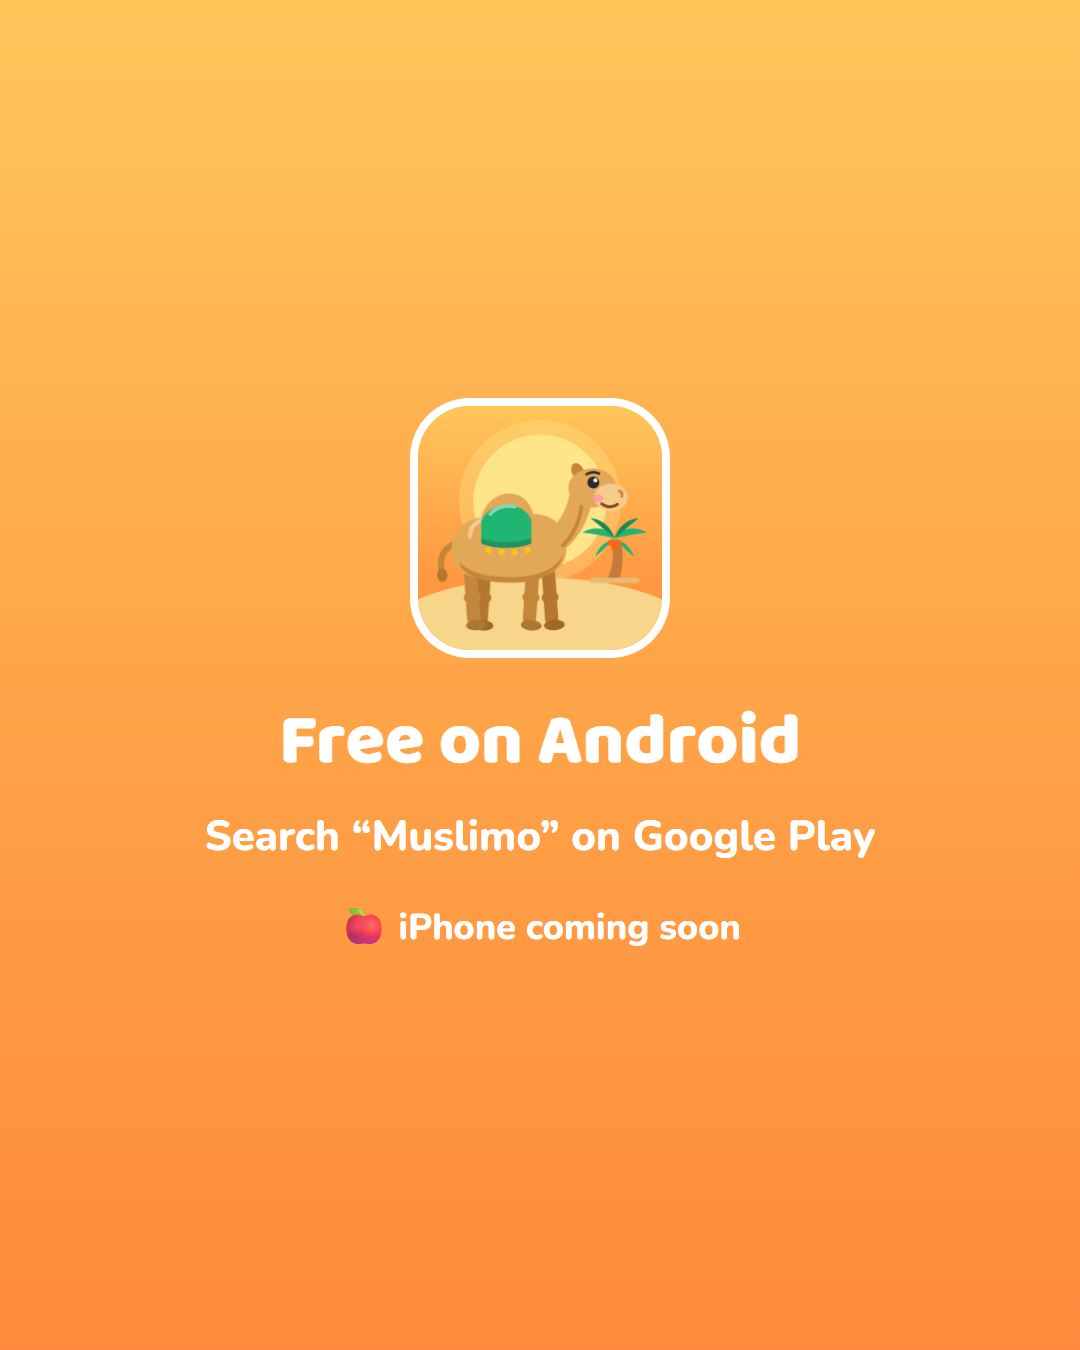 Free on Android
Search “Muslimo” on Google Play
🍎 iPhone coming soon